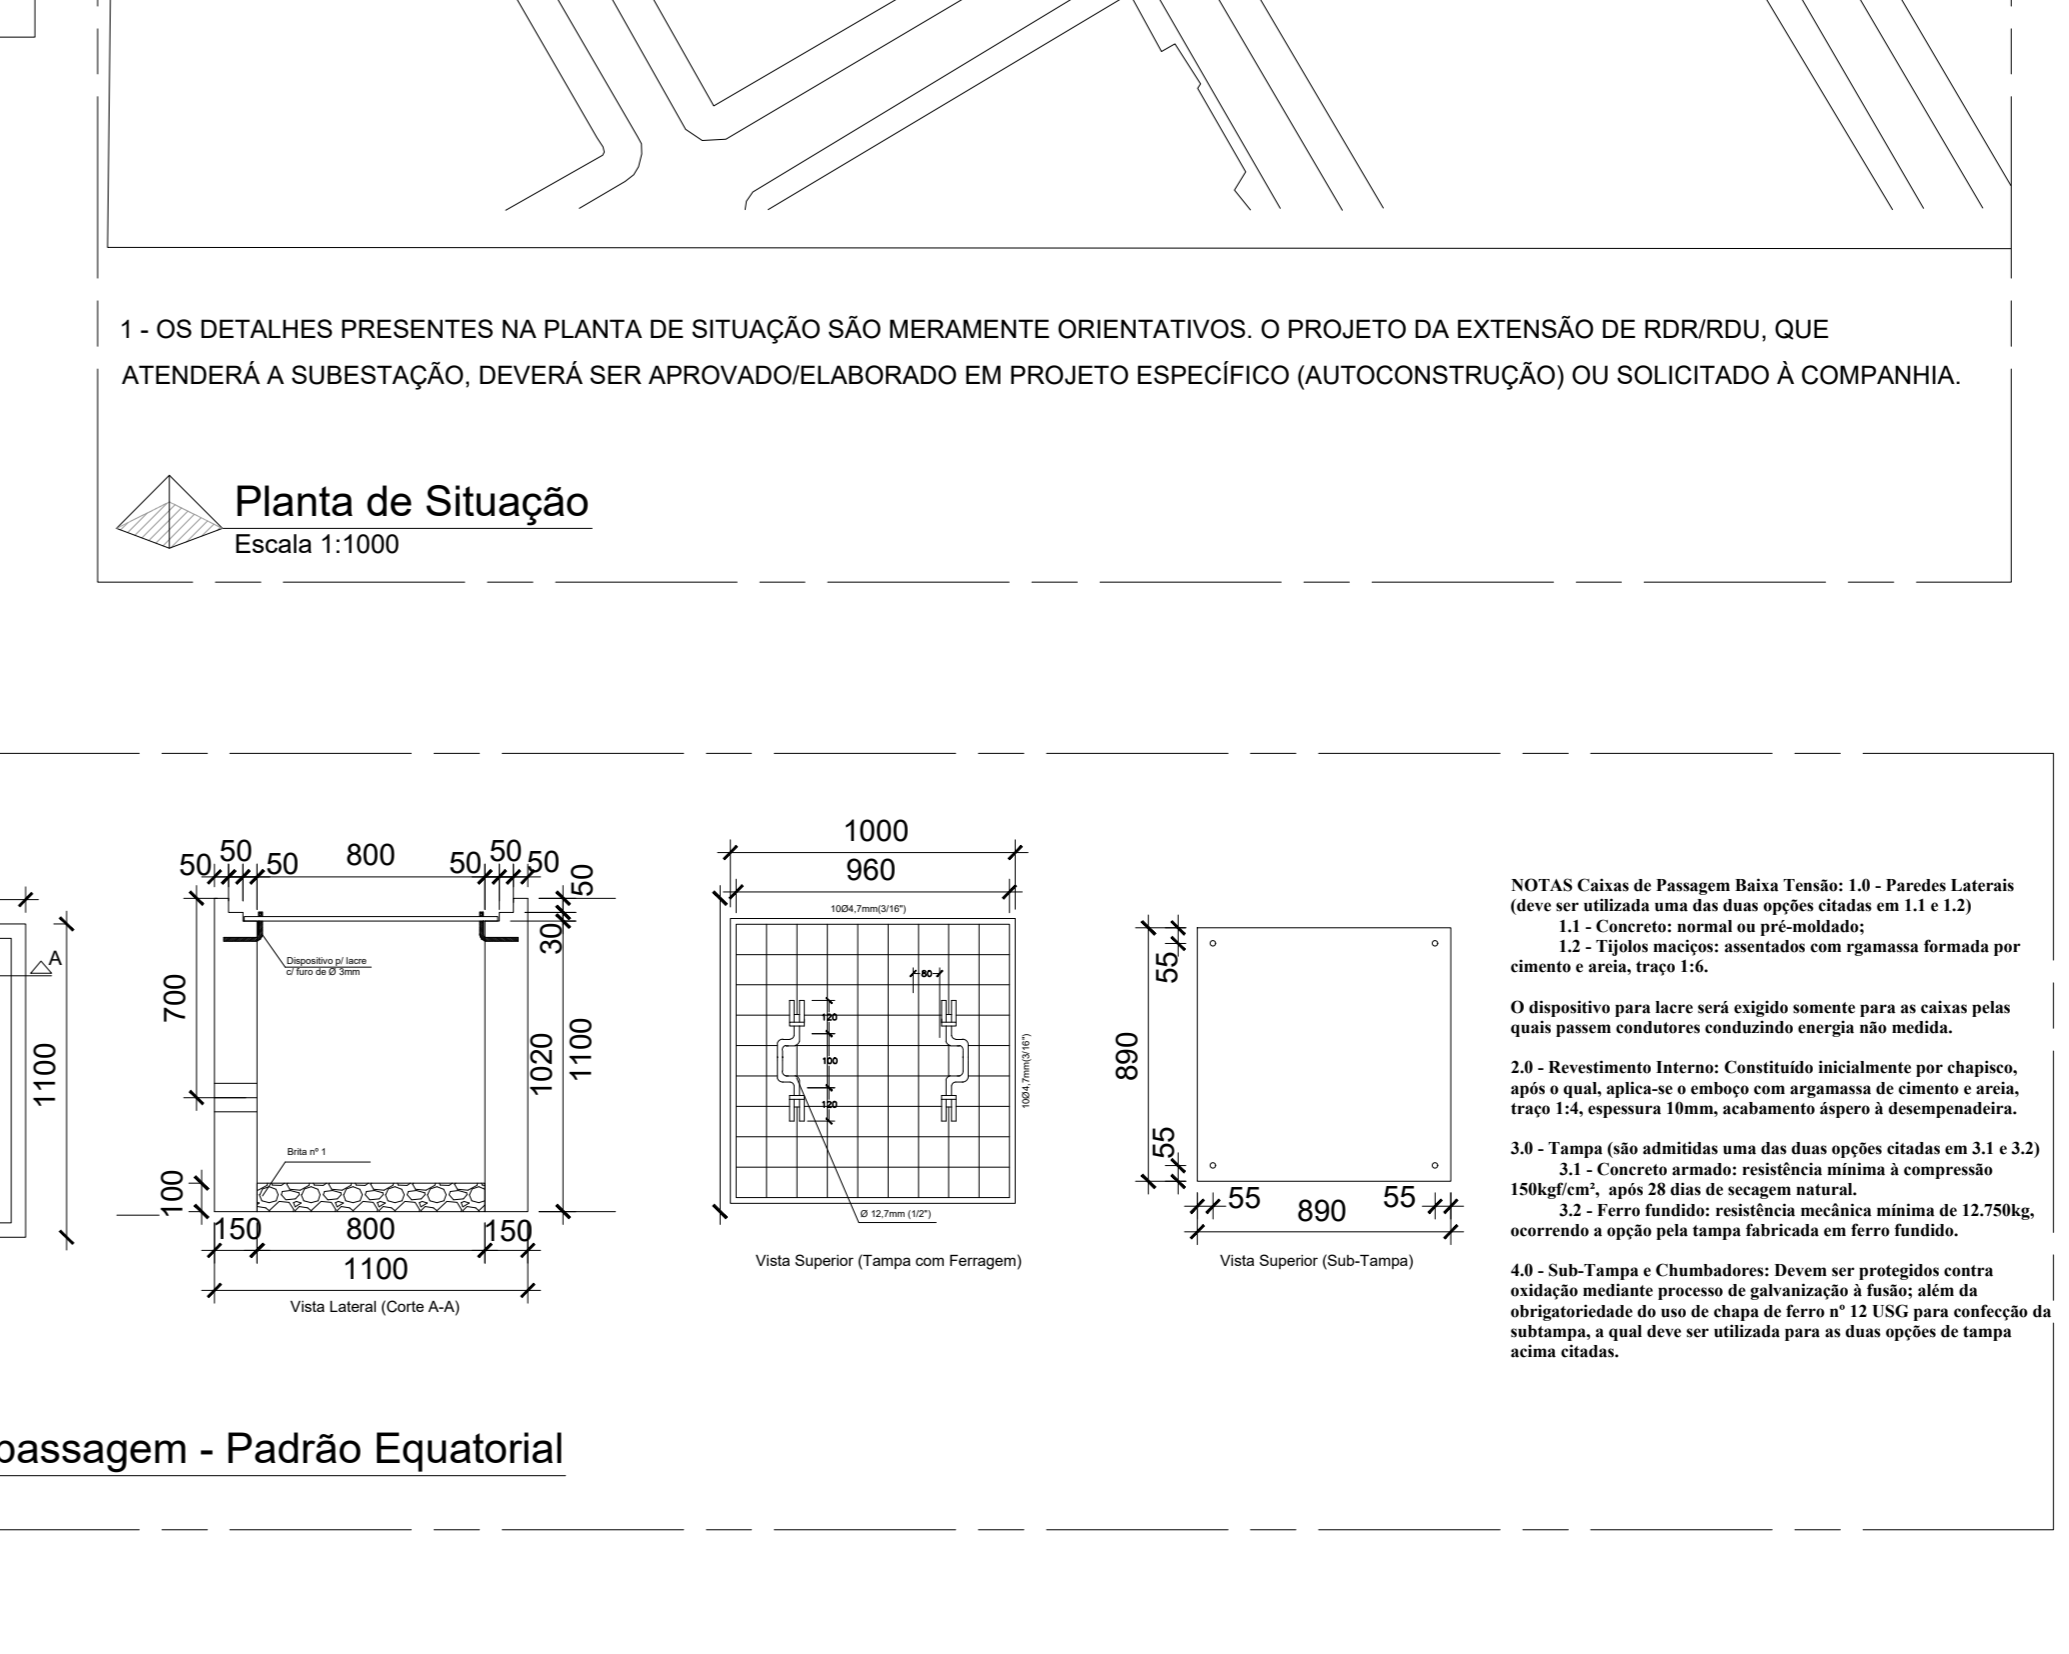 1 - OS DETALHES PRESENTES NA PLANTA DE SITUAÇÃO SÃO MERAMENTE ORIENTATIVOS. O PROJETO DA EXTENSÃO DE RDR/RDU, QUE
ATENDERÁ A SUBESTAÇÃO, DEVERÁ SER APROVADO/ELABORADO EM PROJETO ESPECÍFICO (AUTOCONSTRUÇÃO) OU SOLICITADO À COMPANHIA.
Planta de Situação
Escala 1:1000
A
1100
50 50 50 800 50 50 50
50
30
Dispositivo p/ lacre
c/ furo de Ø 3mm
700
1020
1100
Brita nº 1
100
150 800 150
1100
Vista Lateral (Corte A-A)
1000
960
10Ø4,7mm(3/16")
80
120
100
120
10Ø4,7mm(3/16")
Ø 12,7mm (1/2")
Vista Superior (Tampa com Ferragem)
55
890
55
55 890 55
Vista Superior (Sub-Tampa)
NOTAS Caixas de Passagem Baixa Tensão: 1.0 - Paredes Laterais
(deve ser utilizada uma das duas opções citadas em 1.1 e 1.2)
1.1 - Concreto: normal ou pré-moldado;
1.2 - Tijolos maciços: assentados com rgamassa formada por
cimento e areia, traço 1:6.
O dispositivo para lacre será exigido somente para as caixas pelas
quais passem condutores conduzindo energia não medida.
2.0 - Revestimento Interno: Constituído inicialmente por chapisco,
após o qual, aplica-se o emboço com argamassa de cimento e areia,
traço 1:4, espessura 10mm, acabamento áspero à desempenadeira.
3.0 - Tampa (são admitidas uma das duas opções citadas em 3.1 e 3.2)
3.1 - Concreto armado: resistência mínima à compressão
150kgf/cm², após 28 dias de secagem natural.
3.2 - Ferro fundido: resistência mecânica mínima de 12.750kg,
ocorrendo a opção pela tampa fabricada em ferro fundido.
4.0 - Sub-Tampa e Chumbadores: Devem ser protegidos contra
oxidação mediante processo de galvanização à fusão; além da
obrigatoriedade do uso de chapa de ferro nº 12 USG para confecção da
subtampa, a qual deve ser utilizada para as duas opções de tampa
acima citadas.
passagem - Padrão Equatorial